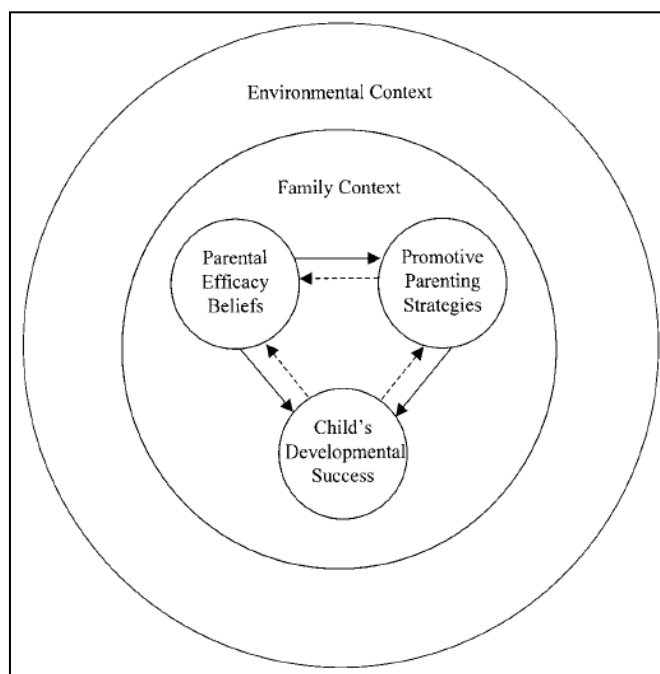 Environmental Context
Family Context
Parental
Efficacy
Beliefs
Promotive
Parenting
Strategies
Child's
Developmental
Success